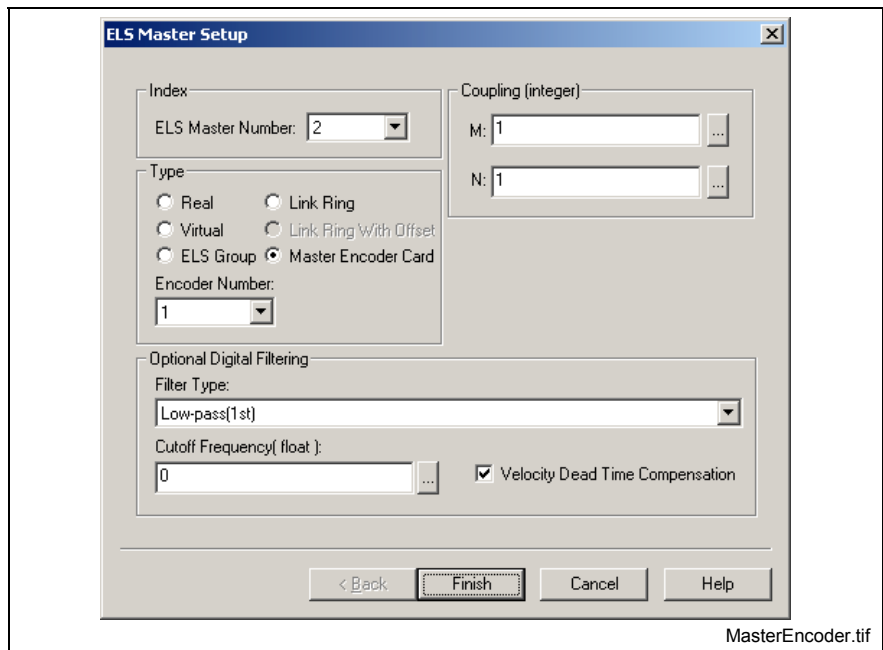 ELS Master Setup
Index
ELS Master Number: 2
Coupling (integer)
M: 1 ...
N: 1 ...
Type
Real Link Ring
Virtual Link Ring With Offset
ELS Group Master Encoder Card
Encoder Number:
1
Optional Digital Filtering
Filter Type:
Low-pass(1st)
Cutoff Frequency( float ):
0 ... Velocity Dead Time Compensation
< Back Finish Cancel Help
MasterEncoder.tif